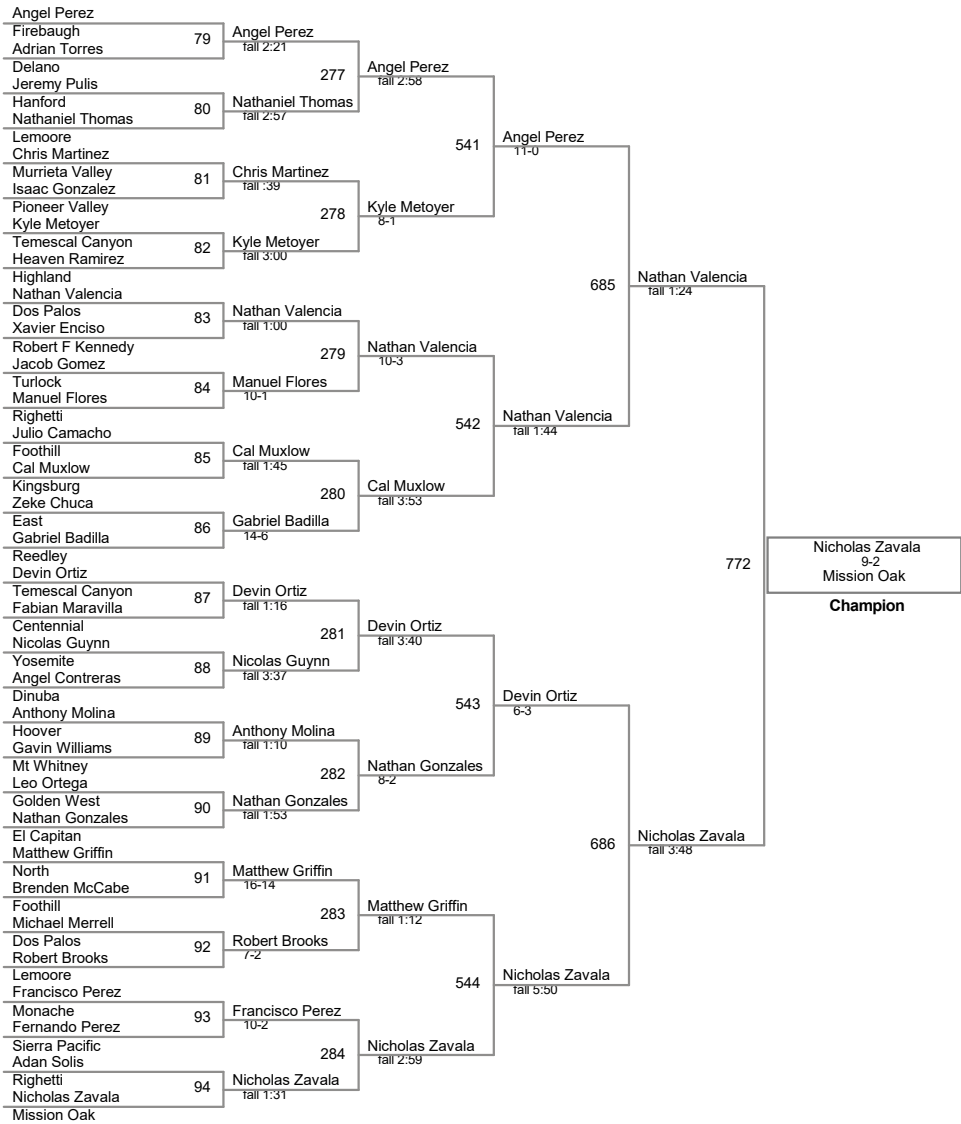 Angel Perez
Firebaugh
79
Adrian Torres
Delano
Jeremy Pulis
Hanford
80
Nathaniel Thomas
Lemoore
Chris Martinez
Murrieta Valley
81
Isaac Gonzalez
Pioneer Valley
Kyle Metoyer
Temescal Canyon
82
Heaven Ramirez
Highland
Nathan Valencia
Dos Palos
83
Xavier Enciso
Robert F Kennedy
Jacob Gomez
Turlock
84
Manuel Flores
Righetti
Julio Camacho
Foothill
85
Cal Muxlow
Kingsburg
Zeke Chuca
East
86
Gabriel Badilla
Reedley
Devin Ortiz
Temescal Canyon
87
Fabian Maravilla
Centennial
Nicolas Guynn
Yosemite
88
Angel Contreras
Dinuba
Anthony Molina
Hoover
89
Gavin Williams
Mt Whitney
Leo Ortega
Golden West
90
Nathan Gonzales
El Capitan
Matthew Griffin
North
91
Brenden McCabe
Foothill
Michael Merrell
Dos Palos
92
Robert Brooks
Lemoore
Francisco Perez
Monache
93
Fernando Perez
Sierra Pacific
Adan Solis
Righetti
94
Nicholas Zavala
Mission Oak
Angel Perez
fall 2:21
277
Nathaniel Thomas
fall 2:57
Chris Martinez
fall :39
278
Kyle Metoyer
fall 3:00
Nathan Valencia
fall 1:00
279
Manuel Flores
10-1
Cal Muxlow
fall 1:45
280
Gabriel Badilla
14-6
Devin Ortiz
fall 1:16
281
Nicolas Guynn
fall 3:37
Anthony Molina
fall 1:10
282
Nathan Gonzales
fall 1:53
Matthew Griffin
16-14
283
Robert Brooks
7-2
Francisco Perez
10-2
284
Nicholas Zavala
fall 1:31
Angel Perez
fall 2:58
541
Kyle Metoyer
8-1
Nathan Valencia
10-3
542
Cal Muxlow
fall 3:53
Devin Ortiz
fall 3:40
543
Nathan Gonzales
8-2
Matthew Griffin
fall 1:12
544
Nicholas Zavala
fall 2:59
Angel Perez
11-0
685
Nathan Valencia
fall 1:44
Devin Ortiz
6-3
686
Nicholas Zavala
fall 5:50
Nathan Valencia
fall 1:24
772
Nicholas Zavala
fall 3:48
Nicholas Zavala
9-2
Mission Oak
Champion